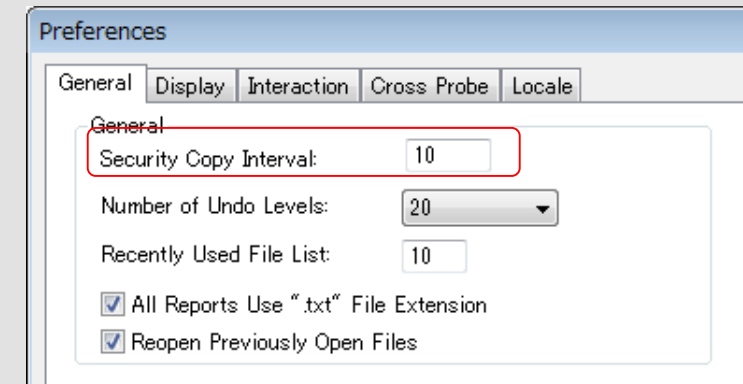 Preferences
General Display Interaction Cross Probe Locale
General
Security Copy Interval: 10
Number of Undo Levels: 20
Recently Used File List: 10
All Reports Use ".txt" File Extension
Reopen Previously Open Files